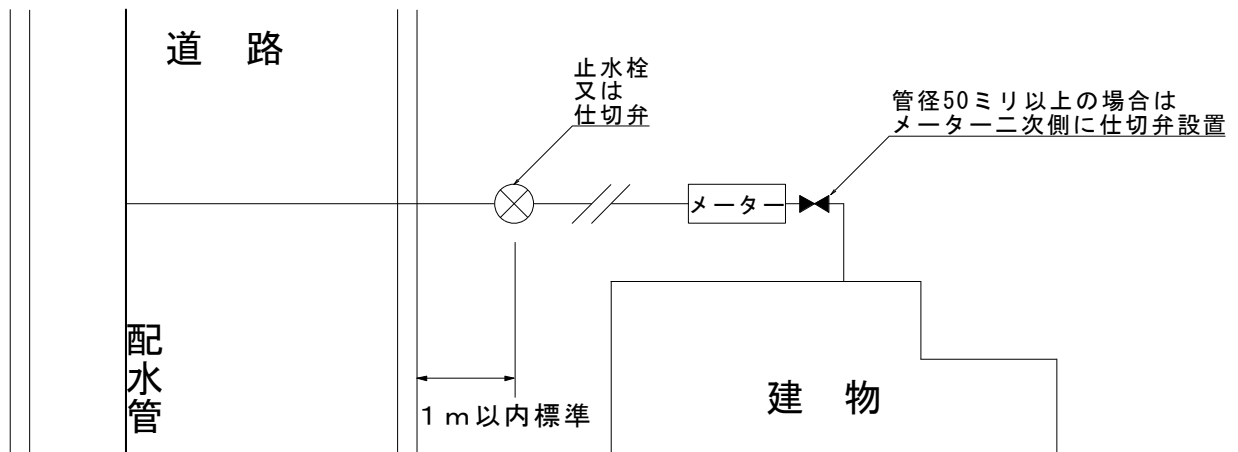 道　路
止水栓
又は
仕切弁
管径50ミリ以上の場合は
メーター二次側に仕切弁設置
メーター
配水管
1ｍ以内標準
建　物